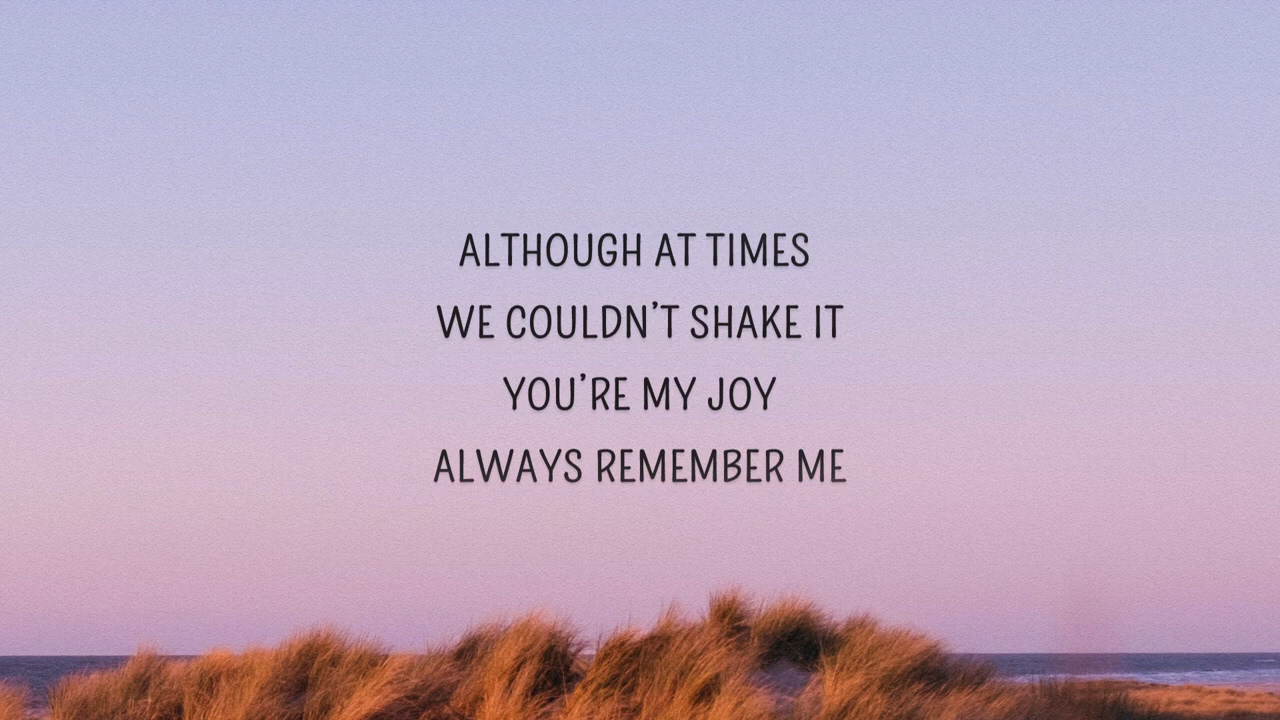 ALTHOUGH AT TIMES
WE COULDN'T SHAKE IT
YOU'RE MY JOY
ALWAYS REMEMBER ME